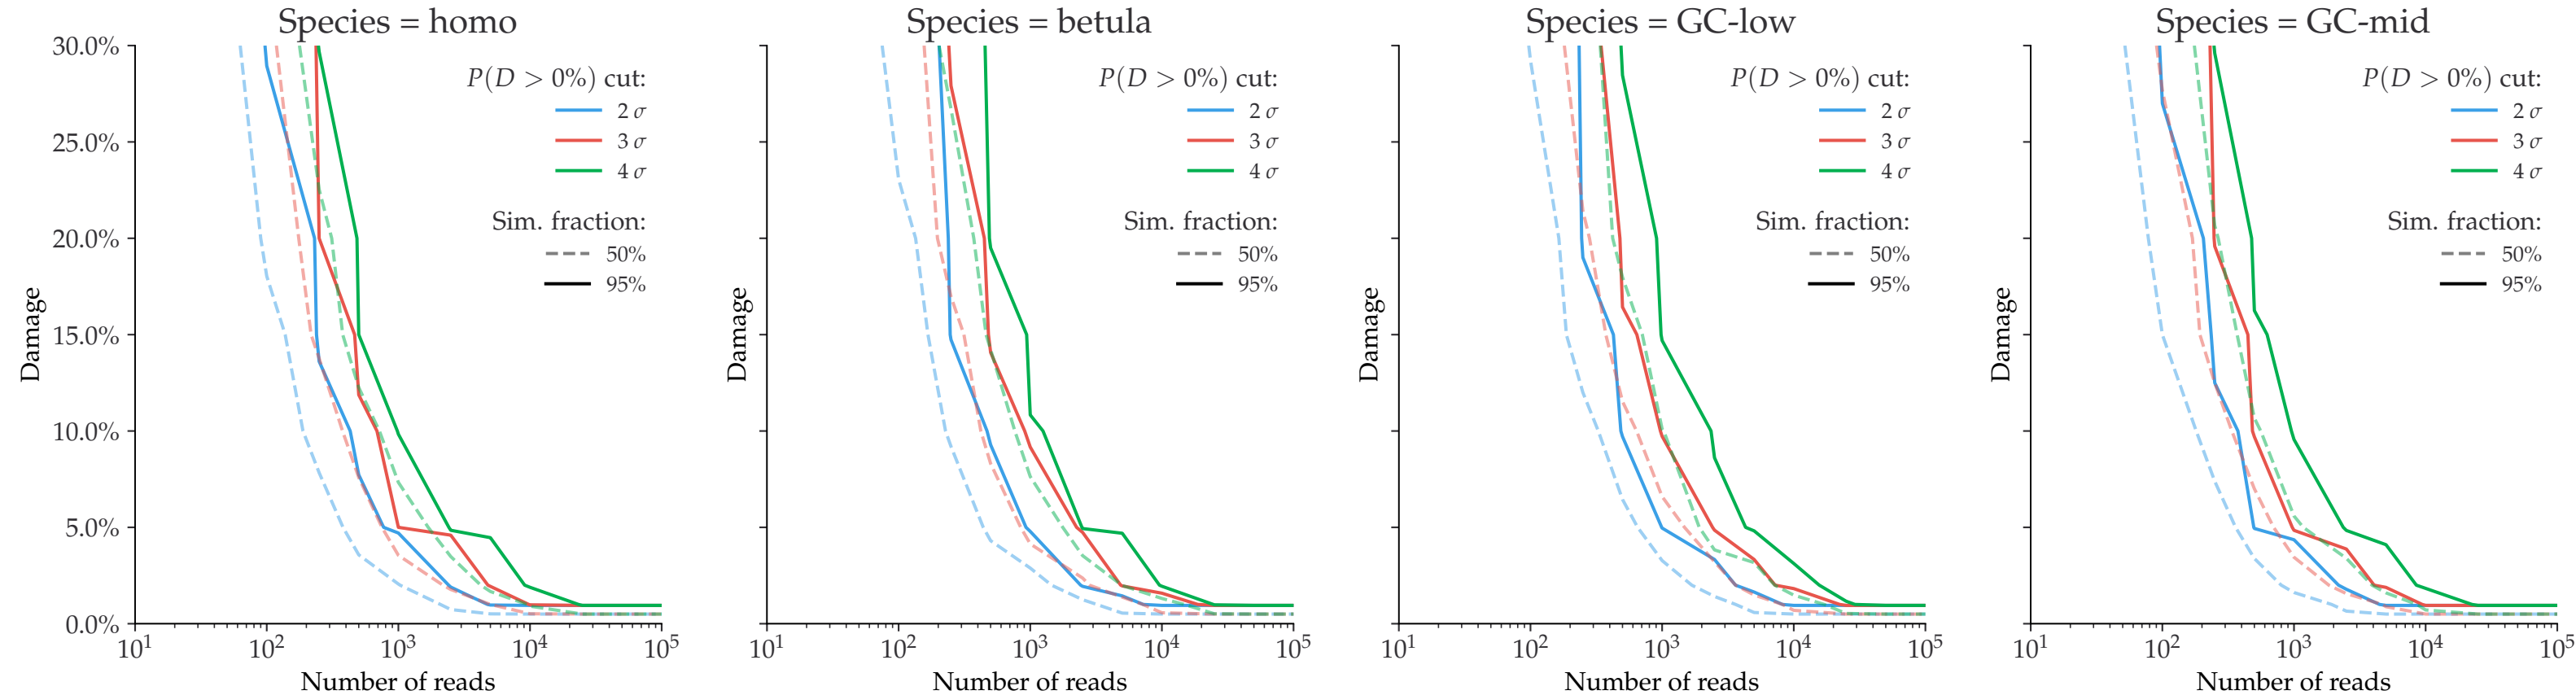 Species = homo
30.0%
25.0%
20.0%
15.0%
10.0%
5.0%
0.0%
Damage
P(D > 0%) cut:
2 σ
3 σ
4 σ
Sim. fraction:
50%
95%
10¹ 10² 10³ 10⁴ 10⁵
Number of reads
Species = betula
Damage
P(D > 0%) cut:
2 σ
3 σ
4 σ
Sim. fraction:
50%
95%
10¹ 10² 10³ 10⁴ 10⁵
Number of reads
Species = GC-low
Damage
P(D > 0%) cut:
2 σ
3 σ
4 σ
Sim. fraction:
50%
95%
10¹ 10² 10³ 10⁴ 10⁵
Number of reads
Species = GC-mid
Damage
P(D > 0%) cut:
2 σ
3 σ
4 σ
Sim. fraction:
50%
95%
10¹ 10² 10³ 10⁴ 10⁵
Number of reads